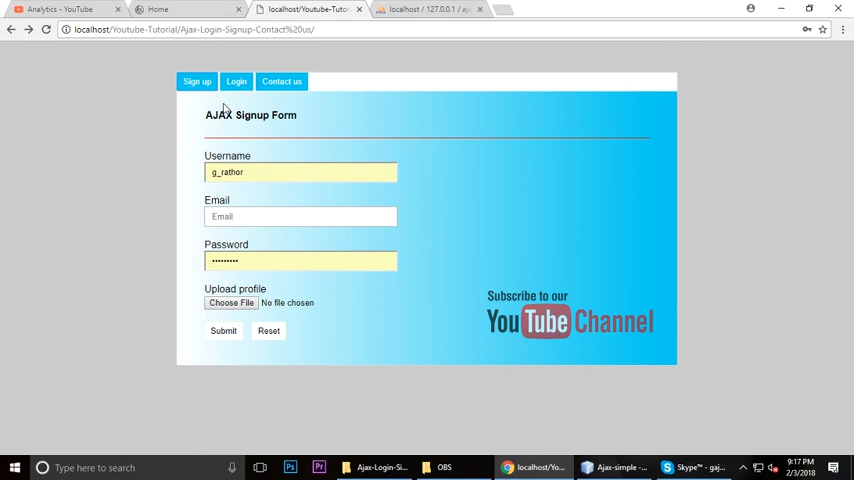 Analytics - YouTube
Home
localhost/Youtube-Tutor
localhost / 127.0.0.1 / aj
localhost/Youtube-Tutorial/Ajax-Login-Signup-Contact%20us/
Sign up Login Contact us
AJAX Signup Form
Username
g_rathor
Email
Email
Password
•••••••••
Upload profile
Choose File No file chosen
Submit Reset
Subscribe to our
YouTube Channel
Type here to search
Ps
Pr
Ajax-Login-Si...
OBS
localhost/Yo...
Ajax-simple -...
Skype™ - gaj...
9:17 PM
2/3/2018